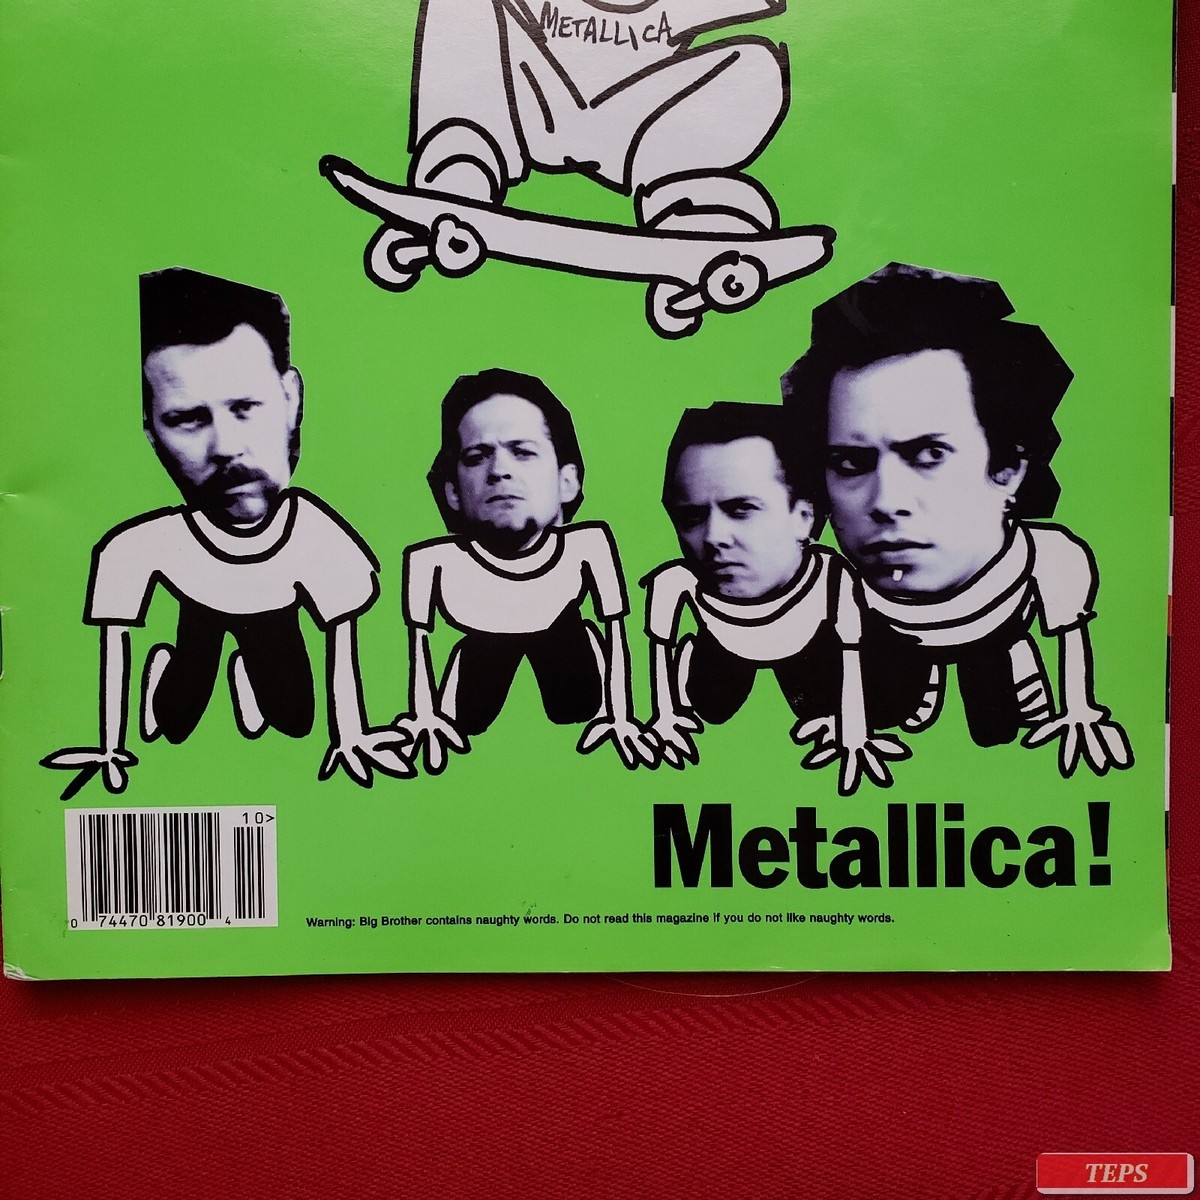 METALLICA
Metallica!
10>
0 74470 81900 4
Warning: Big Brother contains naughty words. Do not read this magazine if you do not like naughty words.
TEPS